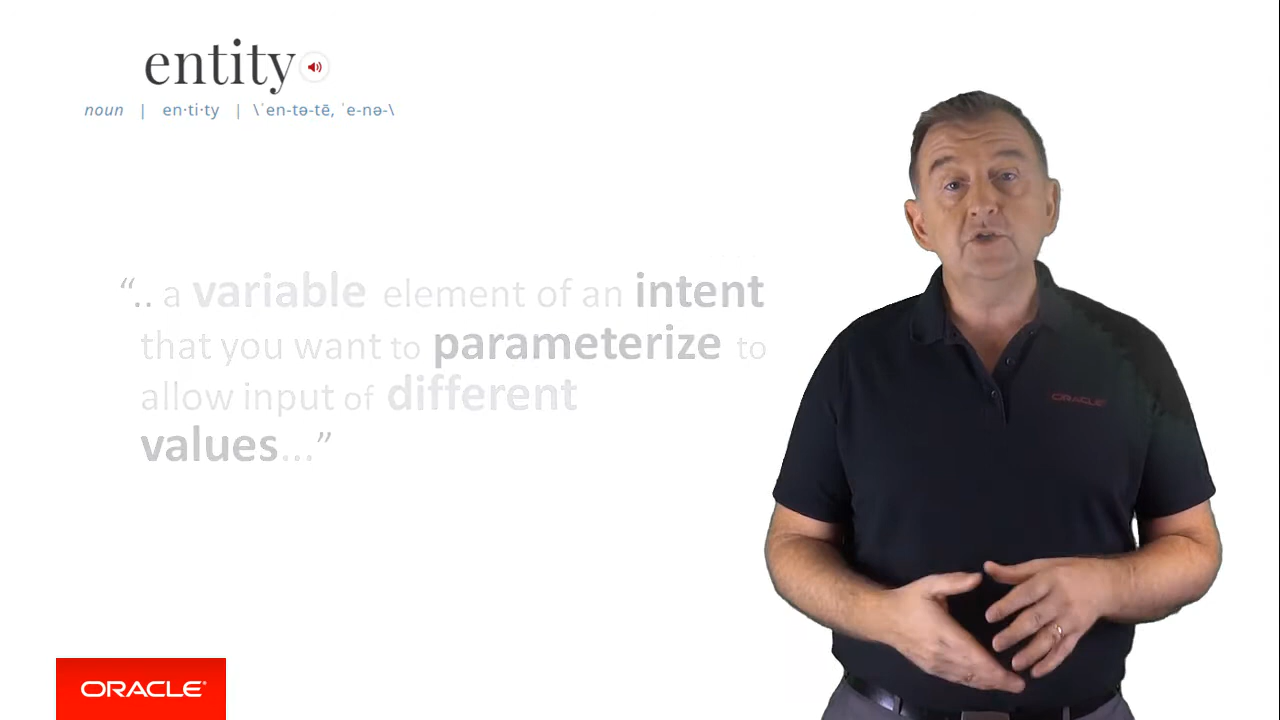 entity
noun | en·ti·ty | \ˈen-tə-tē, ˈe-nə-\
“.. a variable element of an intent
that you want to parameterize to
allow input of different
values...”
ORACLE
ORACLE